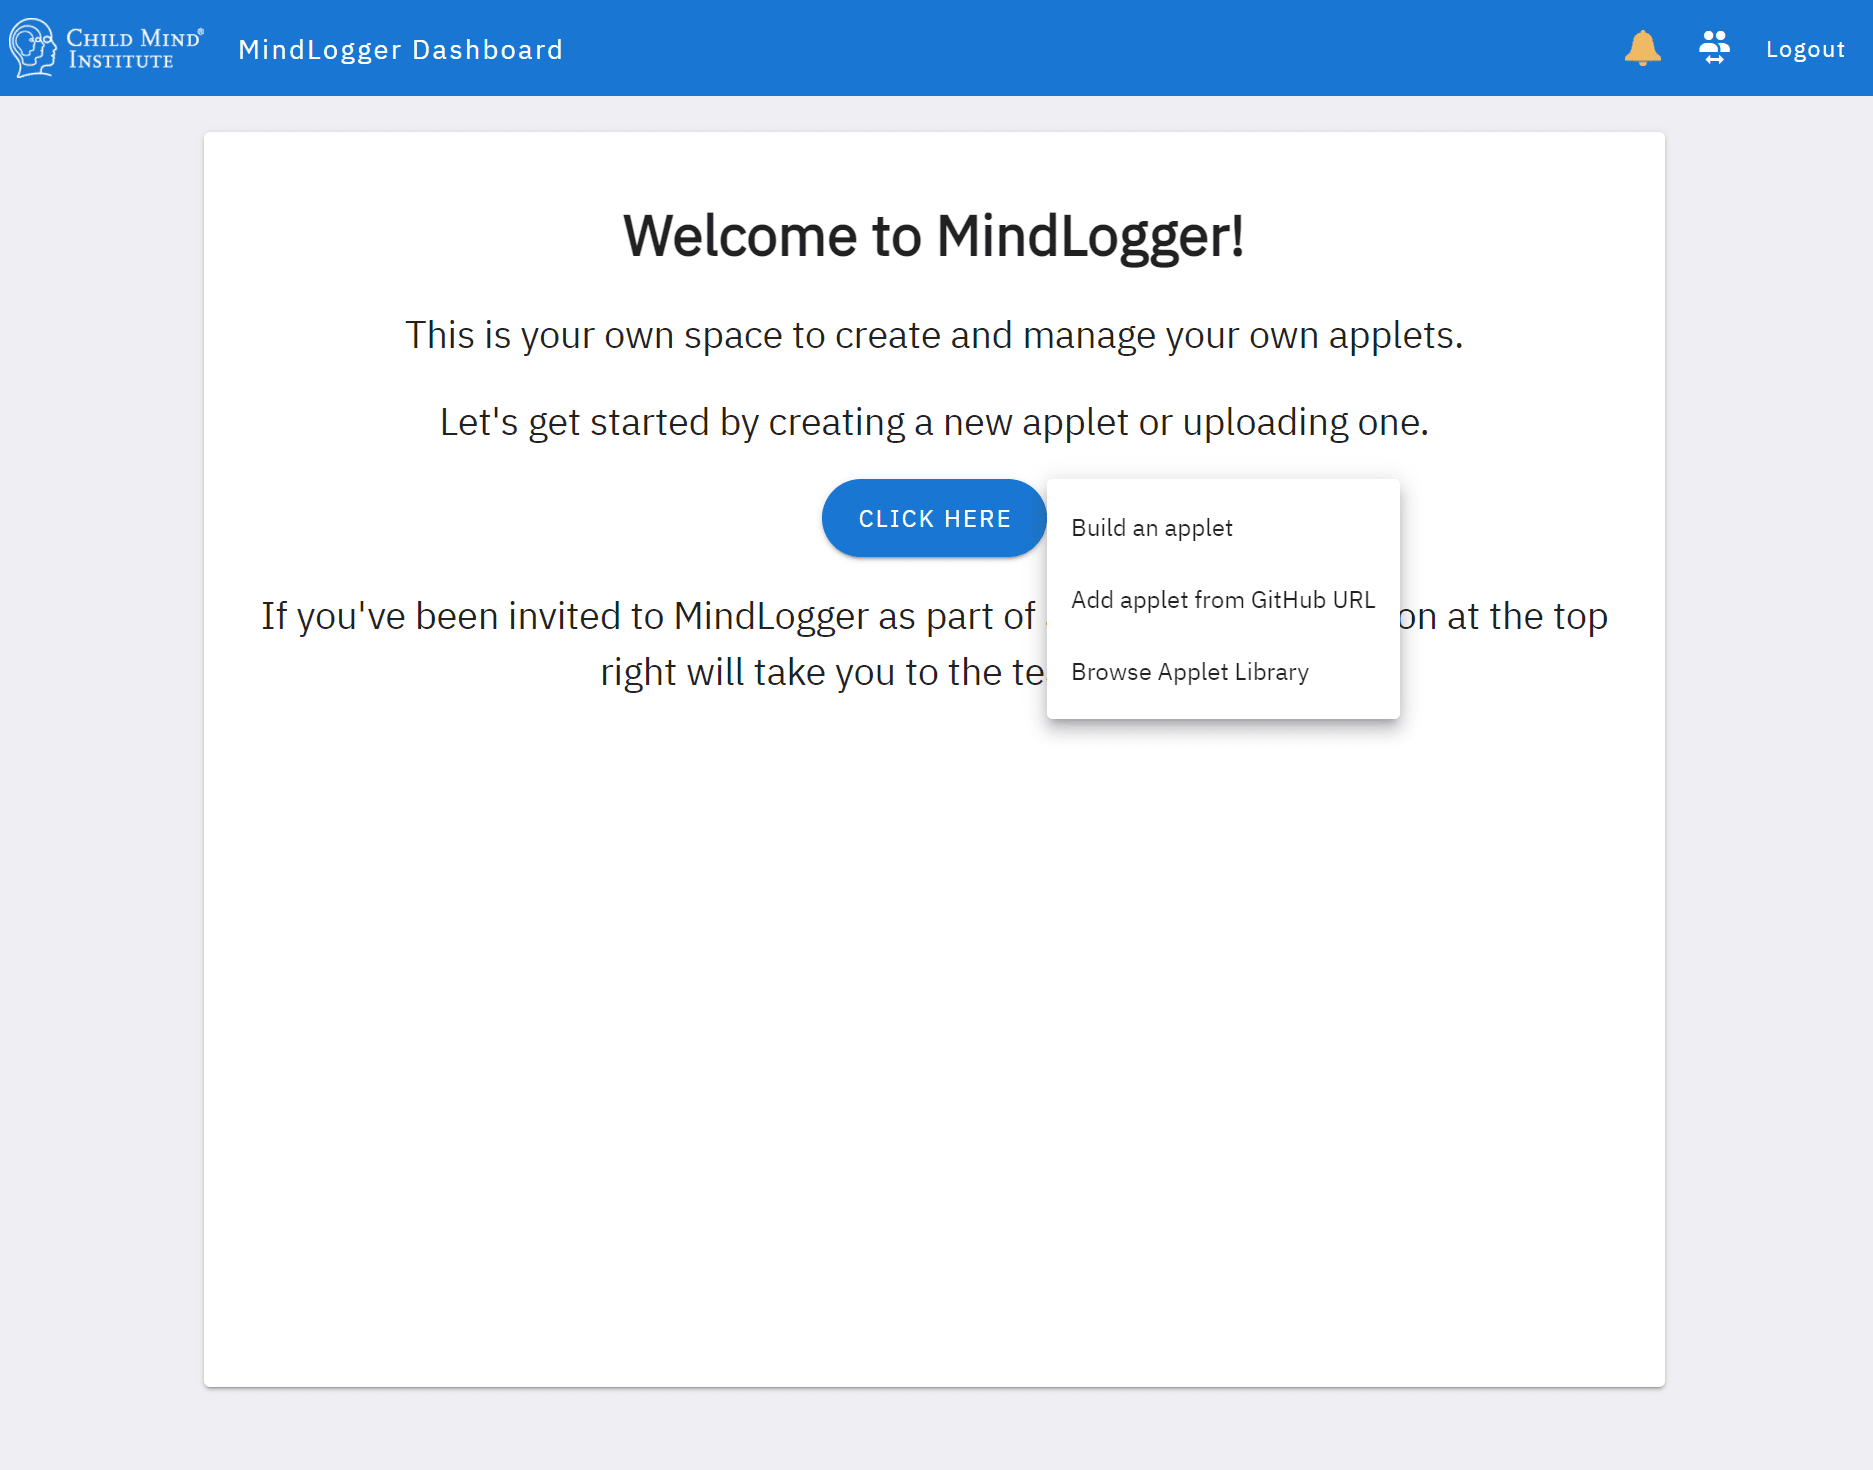 CHILD MIND®
INSTITUTE
MindLogger Dashboard
Logout
Welcome to MindLogger!
This is your own space to create and manage your own applets.
Let's get started by creating a new applet or uploading one.
CLICK HERE
Build an applet
Add applet from GitHub URL
Browse Applet Library
If you've been invited to MindLogger as part of on at the top
right will take you to the te